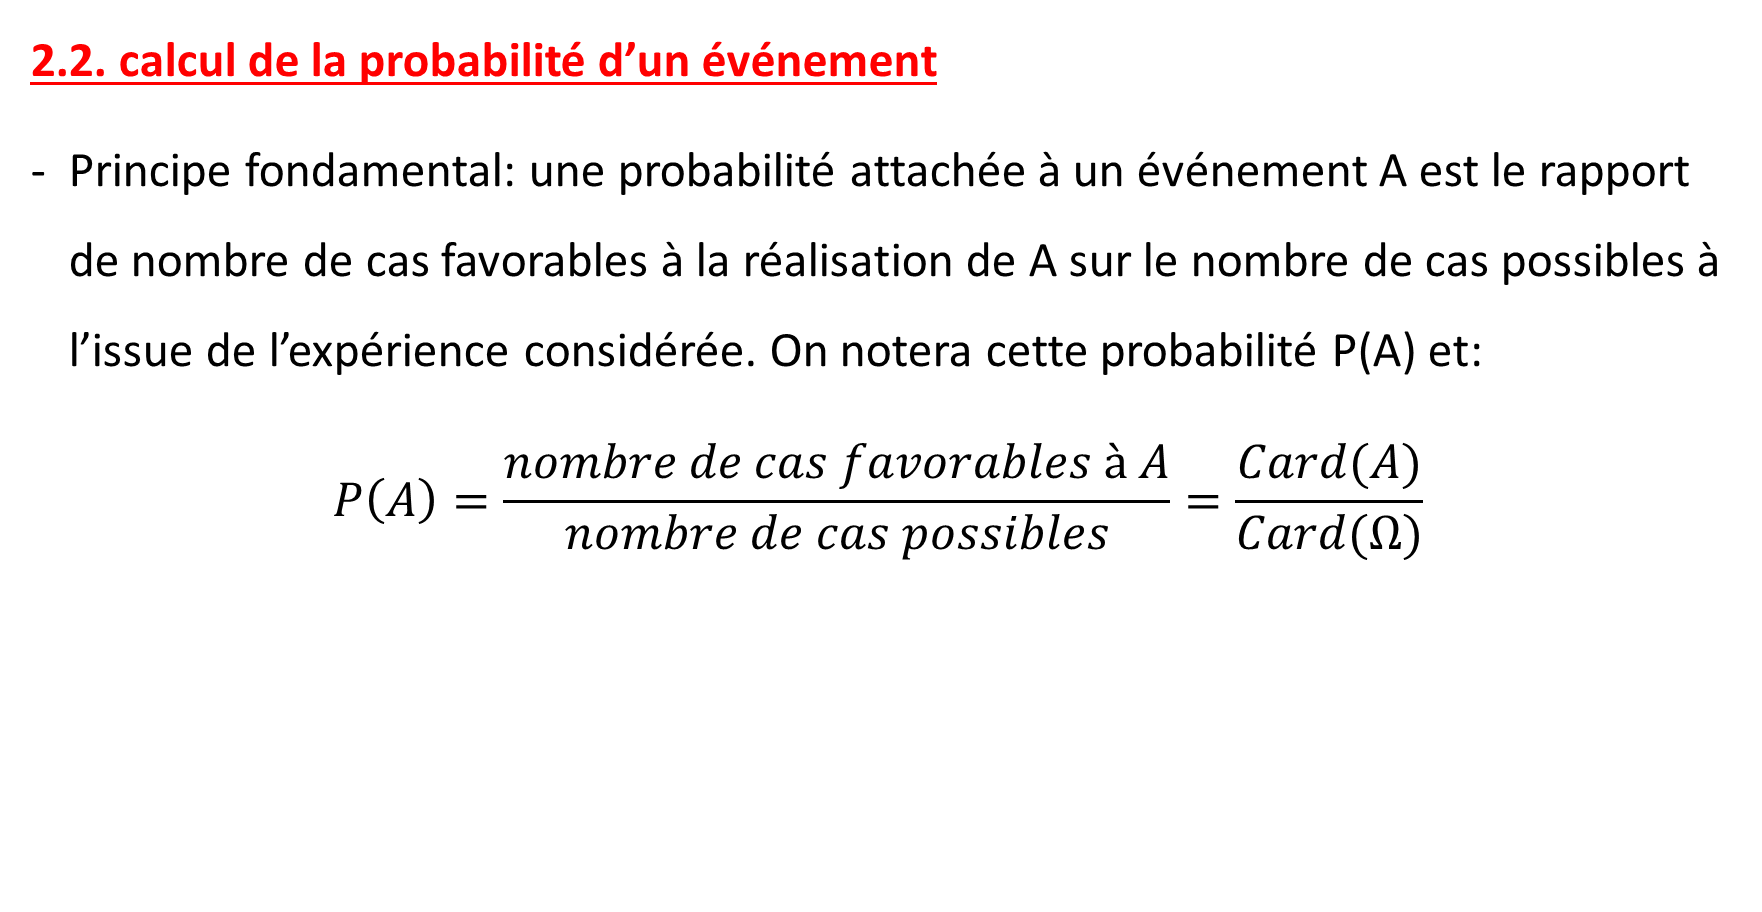 2.2. calcul de la probabilité d’un événement
- Principe fondamental: une probabilité attachée à un événement A est le rapport
de nombre de cas favorables à la réalisation de A sur le nombre de cas possibles à
l’issue de l’expérience considérée. On notera cette probabilité P(A) et:
P(A) = nombre de cas favorables à A / nombre de cas possibles = Card(A) / Card(Ω)